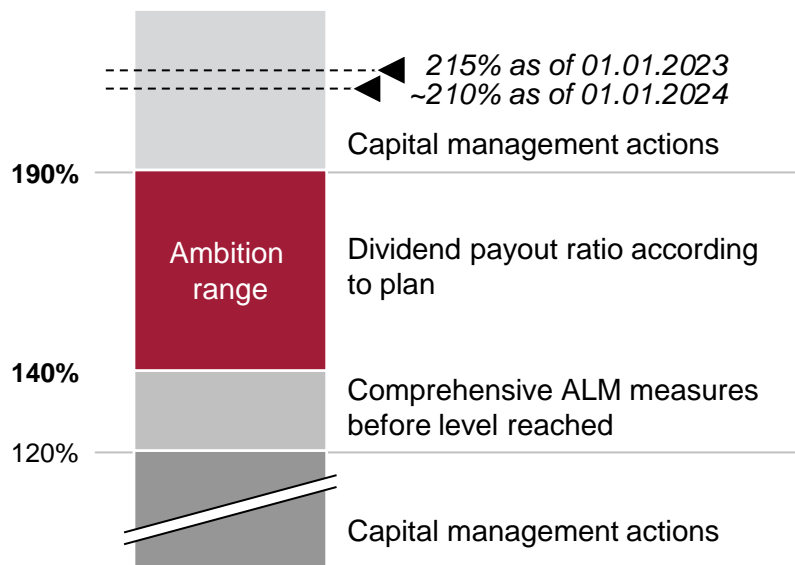 215% as of 01.01.2023
~210% as of 01.01.2024
Capital management actions
190%
Ambition
range
Dividend payout ratio according
to plan
140%
Comprehensive ALM measures
before level reached
120%
Capital management actions